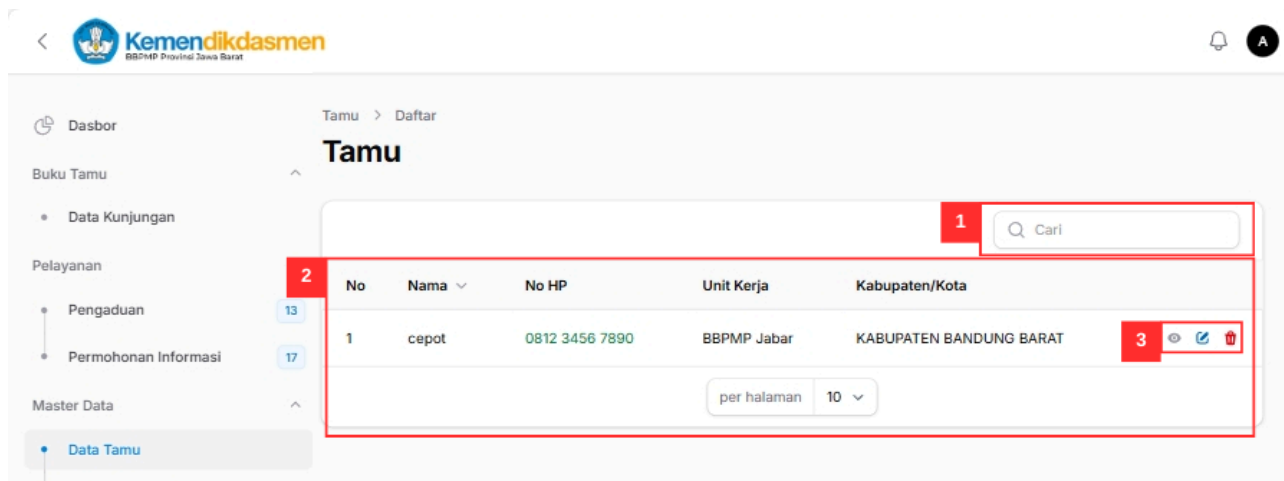 Kemendikdasmen
BBPMP Provinsi Jawa Barat
A
Dasbor
Buku Tamu
Data Kunjungan
Pelayanan
Pengaduan 13
Permohonan Informasi 17
Master Data
Data Tamu
Tamu > Daftar
Tamu
1
Cari
2
No Nama No HP Unit Kerja Kabupaten/Kota
1 cepot 0812 3456 7890 BBPMP Jabar KABUPATEN BANDUNG BARAT
3
per halaman 10